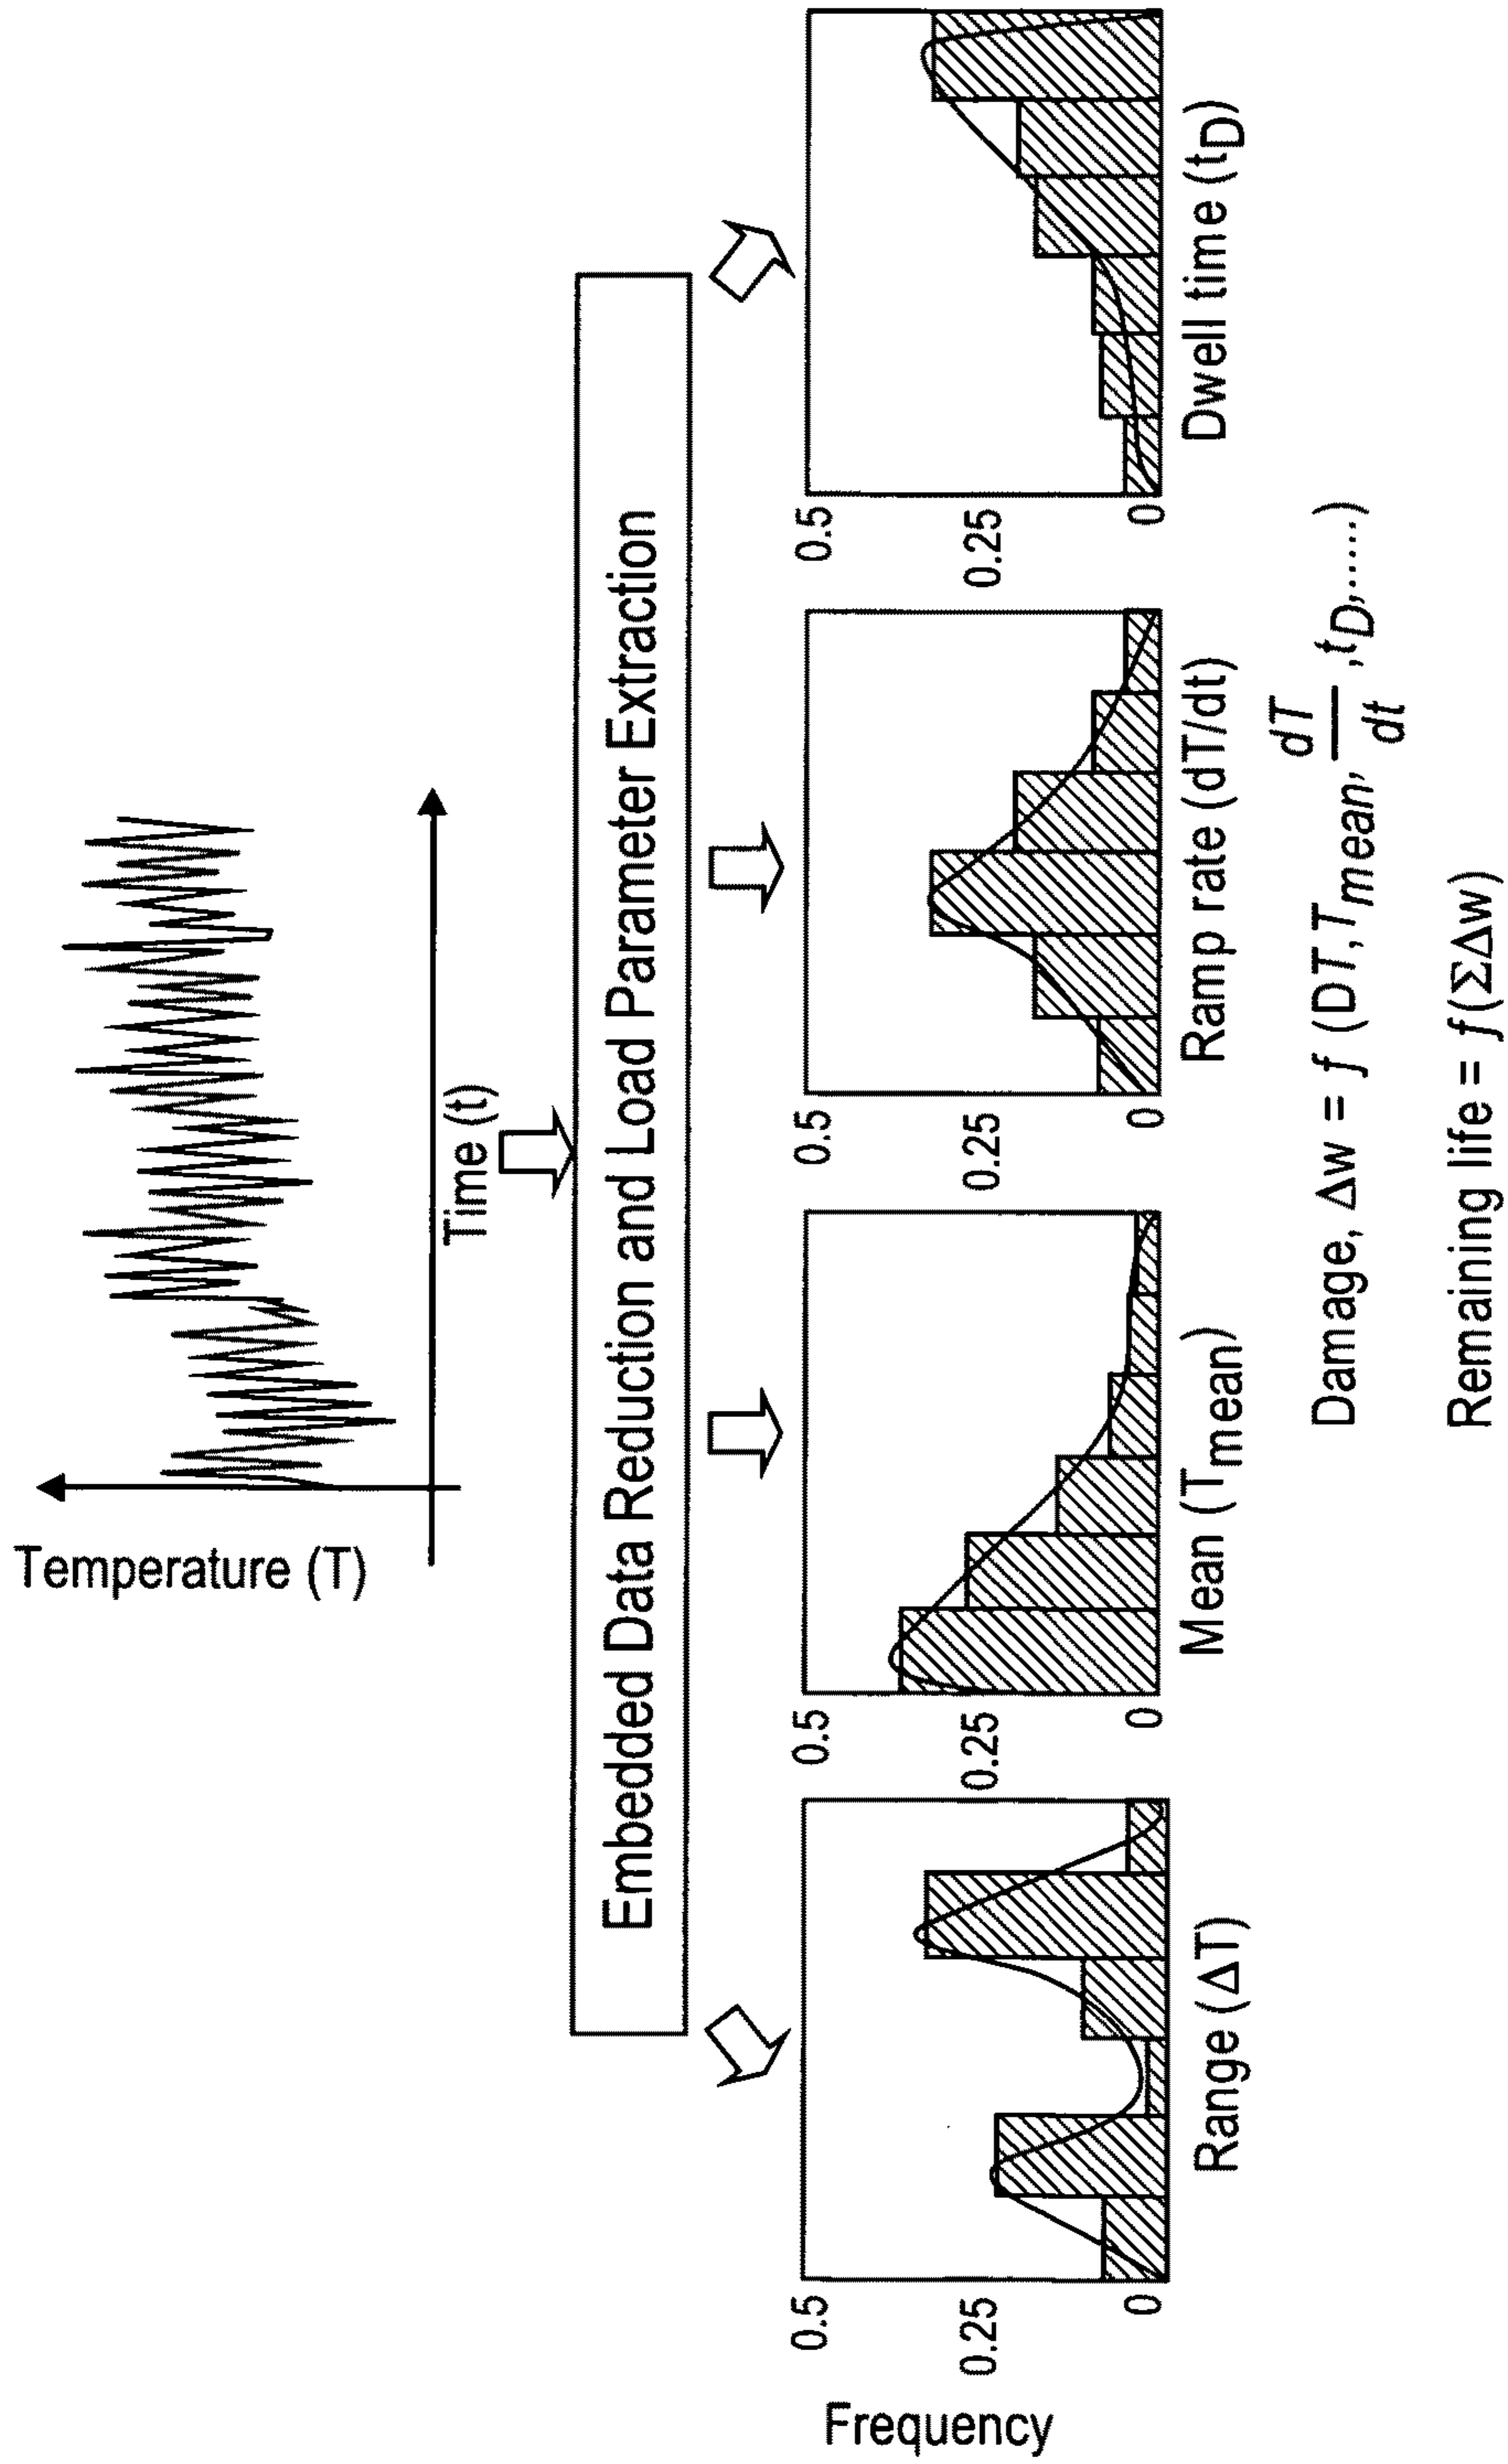 Temperature (T)
Time (t)
Embedded Data Reduction and Load Parameter Extraction
Frequency
0.5
0.25
0
Range (ΔT)
0.5
0.25
0
Mean (Tmean)
0.5
0.25
0
Ramp rate (dT/dt)
0.5
0.25
0
Dwell time (tD)
Damage, Δw = f (DT,Tmean, dT/dt ,tD,.....)
Remaining life = f(ΣΔw)